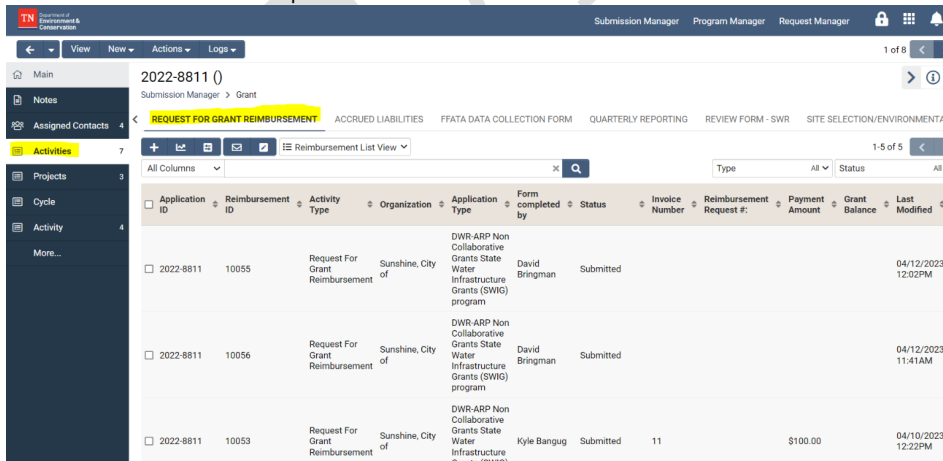 TN Department of
Environment &
Conservation
Submission Manager Program Manager Request Manager
View New Actions Logs
1 of 8
Main
Notes
Assigned Contacts 4
Activities 7
Projects 3
Cycle
Activity 4
More...
2022-8811 ()
Submission Manager > Grant
REQUEST FOR GRANT REIMBURSEMENT ACCRUED LIABILITIES FFATA DATA COLLECTION FORM QUARTERLY REPORTING REVIEW FORM - SWR SITE SELECTION/ENVIRONMENTA
Reimbursement List View 1-5 of 5
All Columns Type All Status All
Application ID Reimbursement ID Activity Type Organization Application Type Form completed by Status Invoice Number Reimbursement Request #: Payment Amount Grant Balance Last Modified
2022-8811 10055 Request For Grant Reimbursement Sunshine, City of DWR-ARP Non Collaborative Grants State Water Infrastructure Grants (SWIG) program David Bringman Submitted 04/12/2023 12:02PM
2022-8811 10056 Request For Grant Reimbursement Sunshine, City of DWR-ARP Non Collaborative Grants State Water Infrastructure Grants (SWIG) program David Bringman Submitted 04/12/2023 11:41AM
2022-8811 10053 Request For Grant Reimbursement Sunshine, City of DWR-ARP Non Collaborative Grants State Water Infrastructure Kyle Bangug Submitted 11 $100.00 04/10/2023 12:22PM